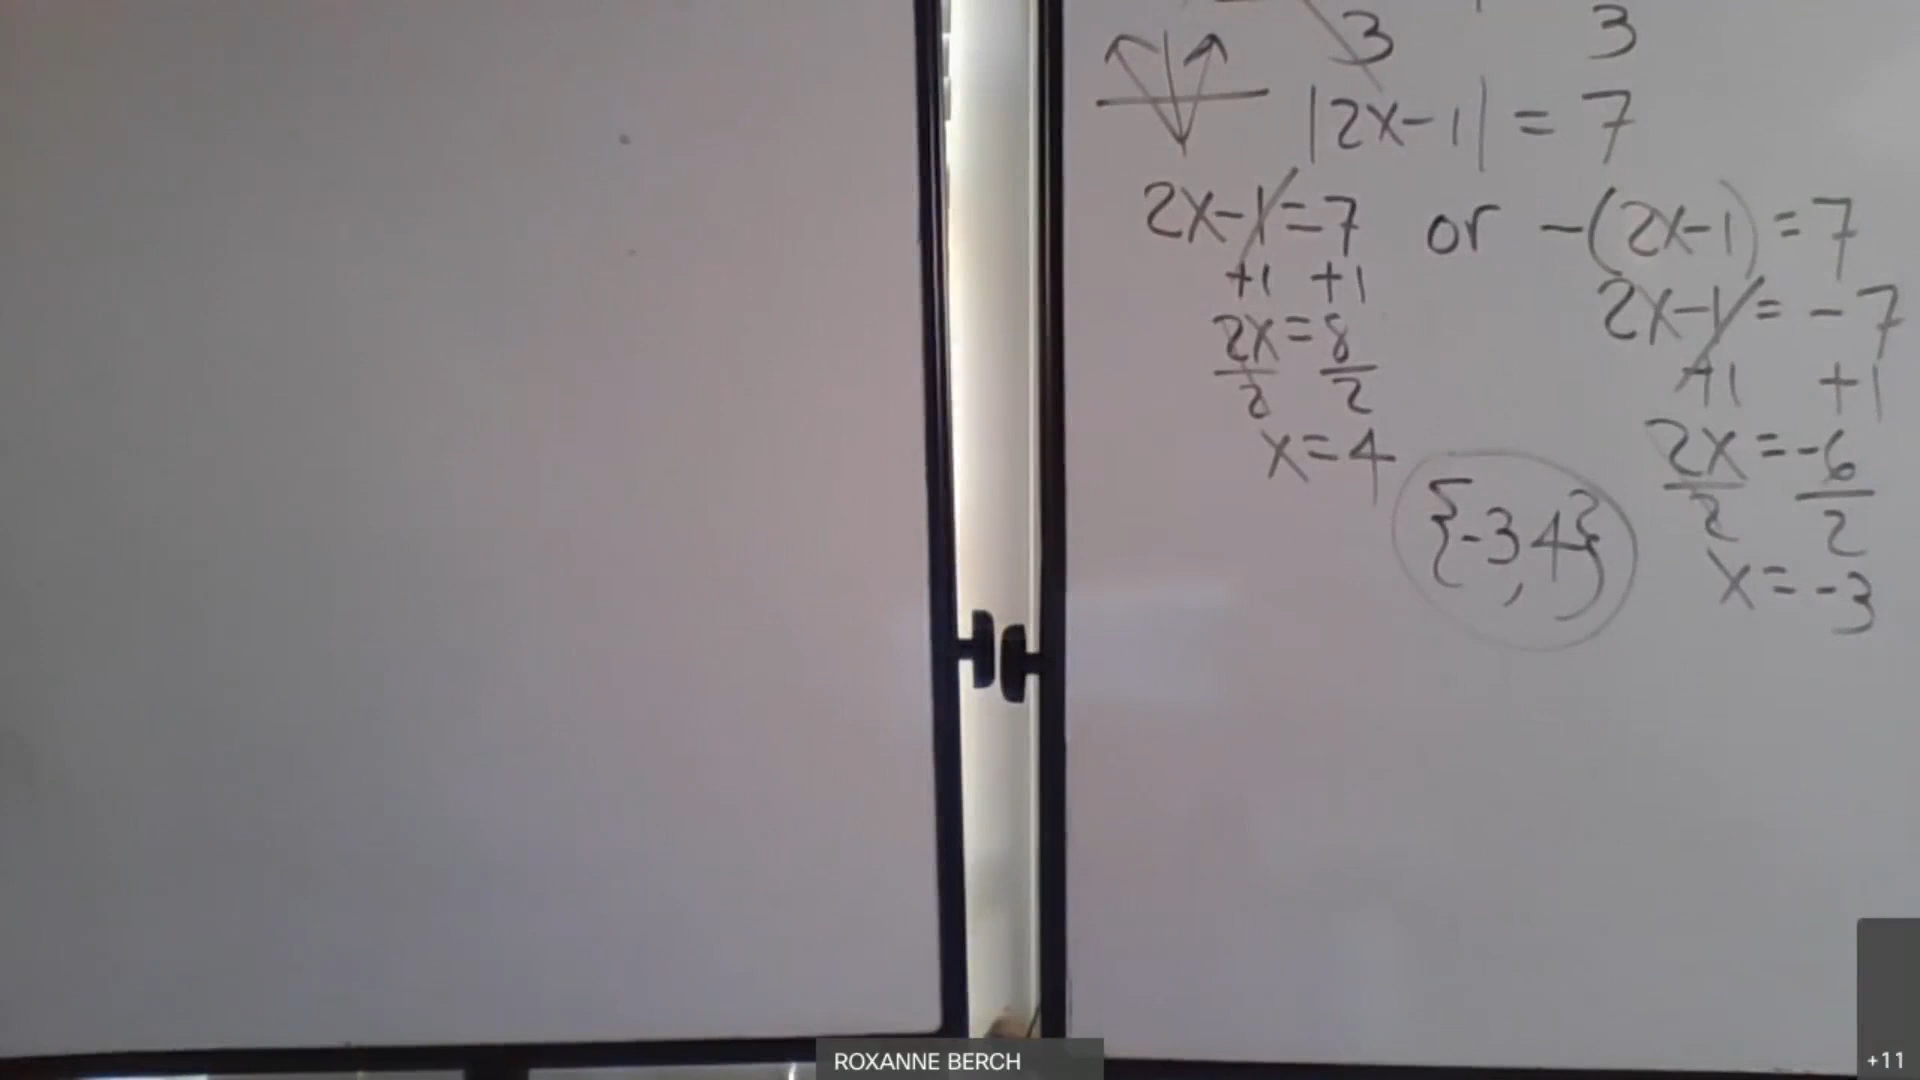 3 3
|2x-1| = 7
2x-1=7 or -(2x-1)=7
+1 +1
2x-1=-7
2x=8
+1 +1
2 2
2x=-6
x=4
2 2
{-3,4}
x=-3
ROXANNE BERCH
+11